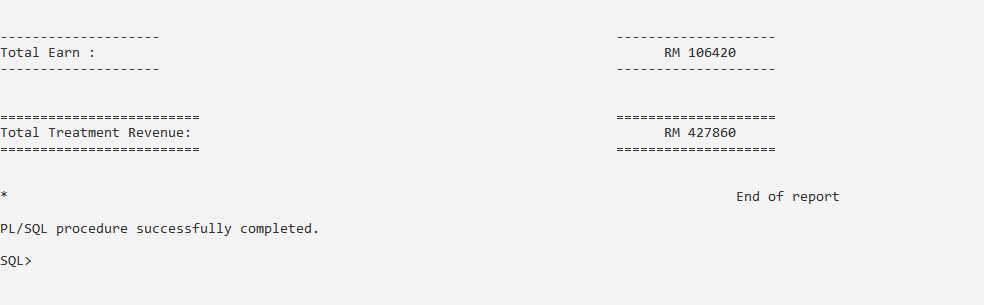 --------------------                                                         --------------------
Total Earn :                                                                       RM 106420
--------------------                                                         --------------------
=========================                                                    ====================
Total Treatment Revenue:                                                           RM 427860
=========================                                                    ====================
*                                                                                           End of report
PL/SQL procedure successfully completed.
SQL>